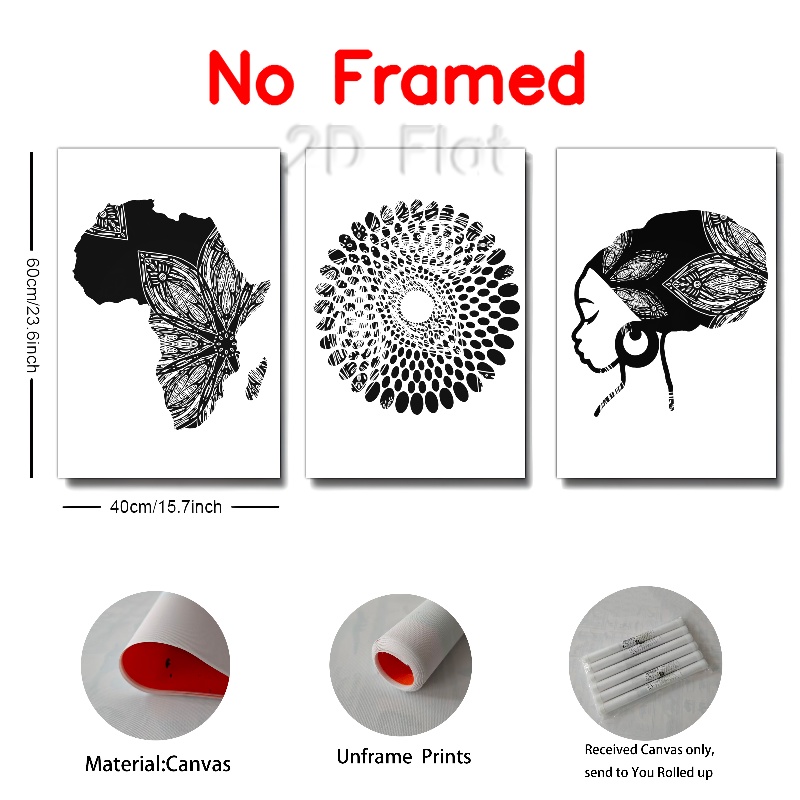 No Framed
2D Flat
60cm/23.6inch
40cm/15.7inch
Material:Canvas
Unframe Prints
Received Canvas only,
send to You Rolled up